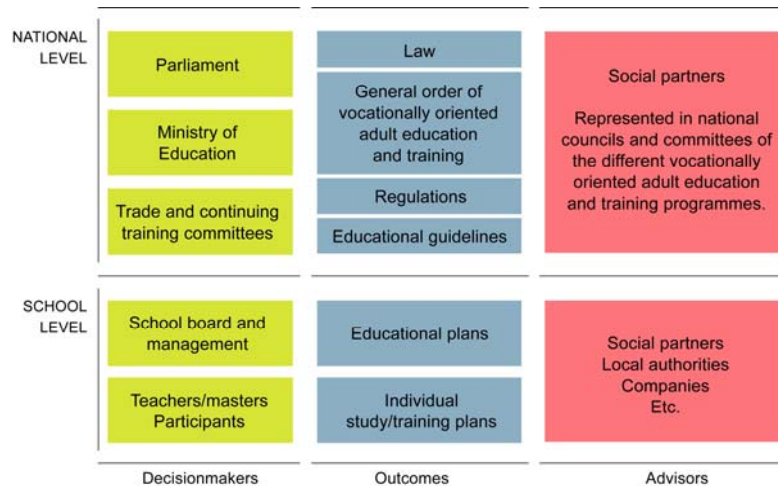 NATIONAL
LEVEL
Parliament
Ministry of
Education
Trade and continuing
training committees
Law
General order of
vocationally oriented
adult education
and training
Regulations
Educational guidelines
Social partners
Represented in national
councils and committees of
the different vocationally
oriented adult education
and training programmes.
SCHOOL
LEVEL
School board and
management
Teachers/masters
Participants
Educational plans
Individual
study/training plans
Social partners
Local authorities
Companies
Etc.
Decisionmakers
Outcomes
Advisors